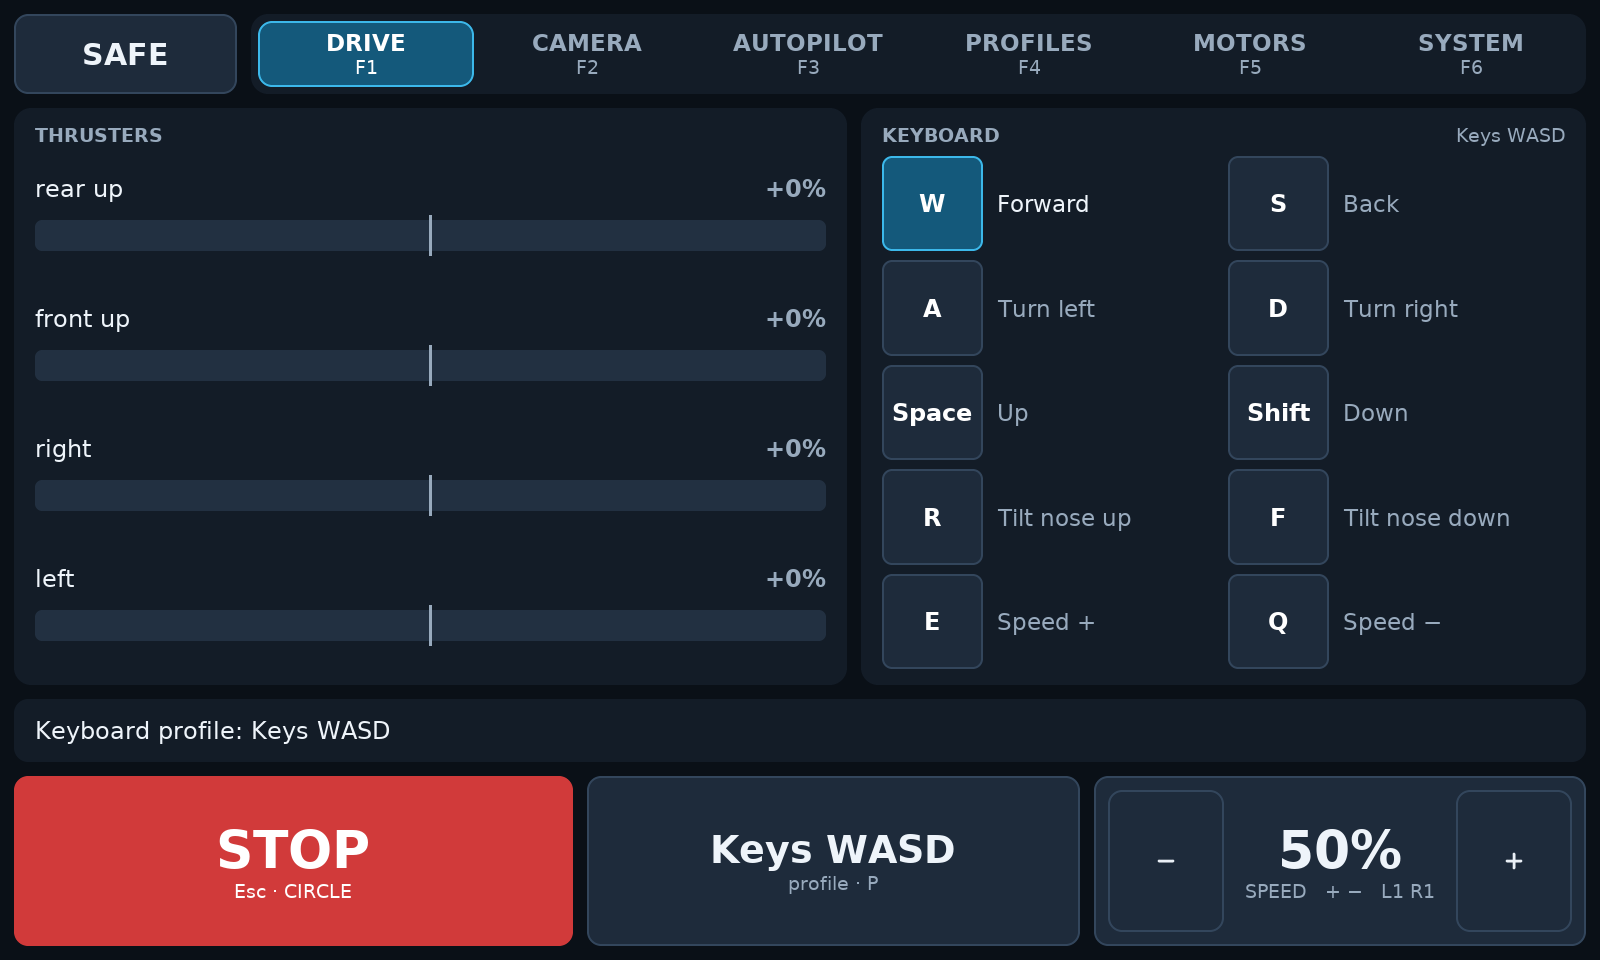 SAFE
DRIVE
F1
CAMERA
F2
AUTOPILOT
F3
PROFILES
F4
MOTORS
F5
SYSTEM
F6
THRUSTERS
rear up +0%
front up +0%
right +0%
left +0%
KEYBOARD Keys WASD
W Forward S Back
A Turn left D Turn right
Space Up Shift Down
R Tilt nose up F Tilt nose down
E Speed + Q Speed −
Keyboard profile: Keys WASD
STOP
Esc · CIRCLE
Keys WASD
profile · P
− 50% +
SPEED + − L1 R1